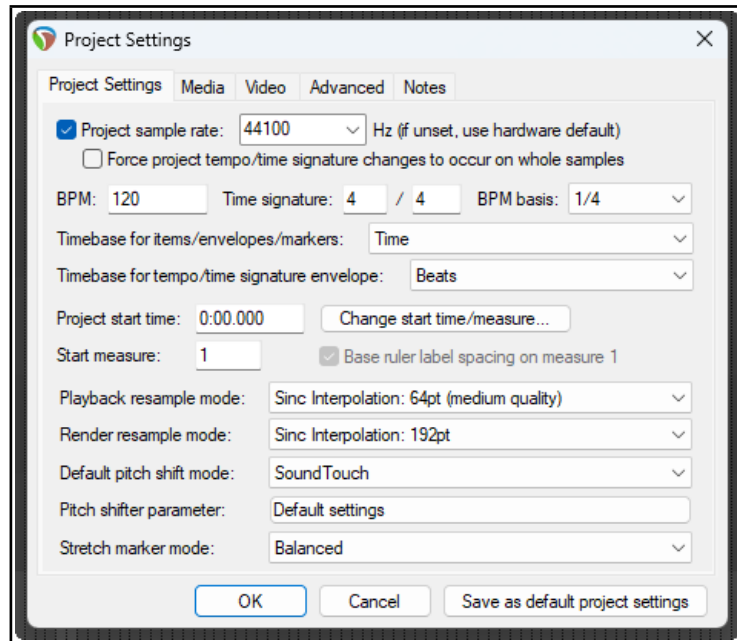 Project Settings
Project Settings Media Video Advanced Notes
Project sample rate: 44100 Hz (if unset, use hardware default)
Force project tempo/time signature changes to occur on whole samples
BPM: 120 Time signature: 4 / 4 BPM basis: 1/4
Timebase for items/envelopes/markers: Time
Timebase for tempo/time signature envelope: Beats
Project start time: 0:00.000 Change start time/measure...
Start measure: 1 Base ruler label spacing on measure 1
Playback resample mode: Sinc Interpolation: 64pt (medium quality)
Render resample mode: Sinc Interpolation: 192pt
Default pitch shift mode: SoundTouch
Pitch shifter parameter: Default settings
Stretch marker mode: Balanced
OK Cancel Save as default project settings